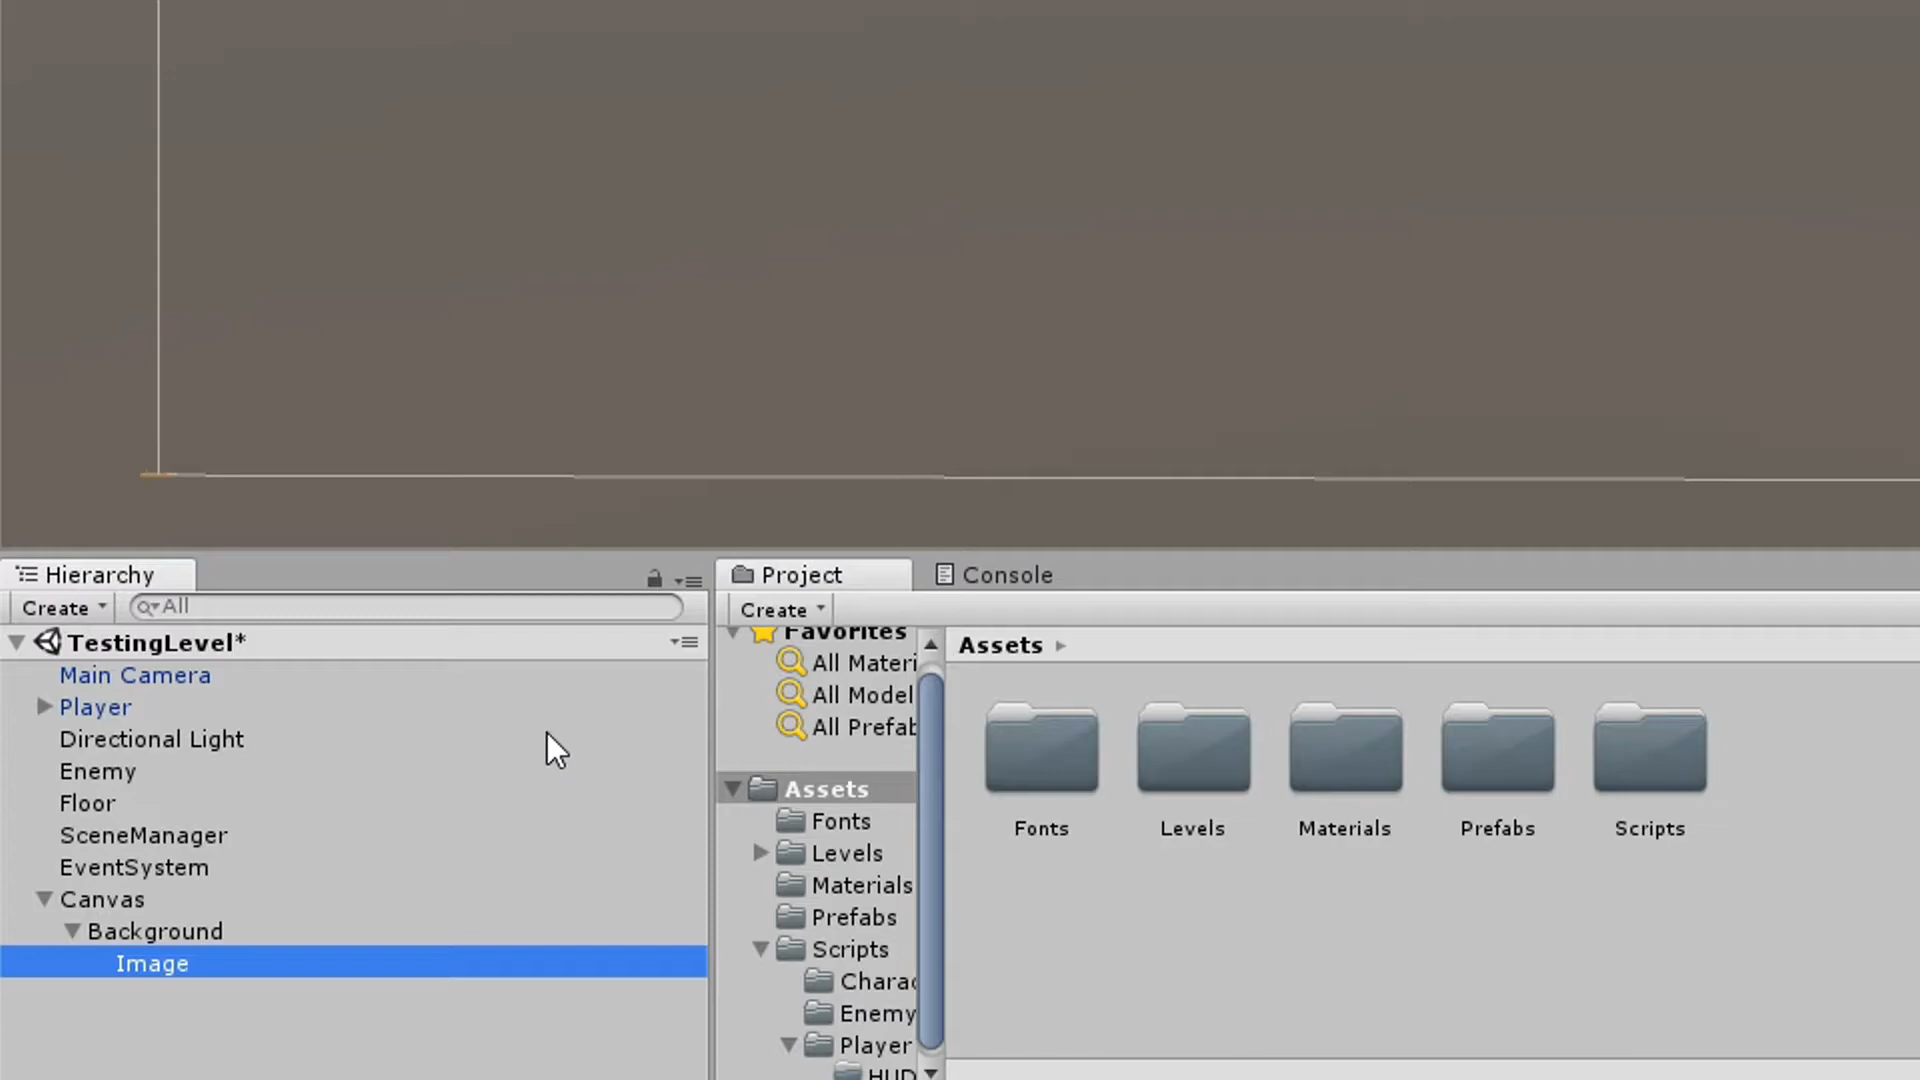 Hierarchy
Create All
TestingLevel*
Main Camera
Player
Directional Light
Enemy
Floor
SceneManager
EventSystem
Canvas
Background
Image
Project Console
Create
Favorites
All Materi
All Model
All Prefab
Assets
Fonts
Levels
Materials
Prefabs
Scripts
Charac
Enemy
Player
HUD
Assets
Fonts Levels Materials Prefabs Scripts